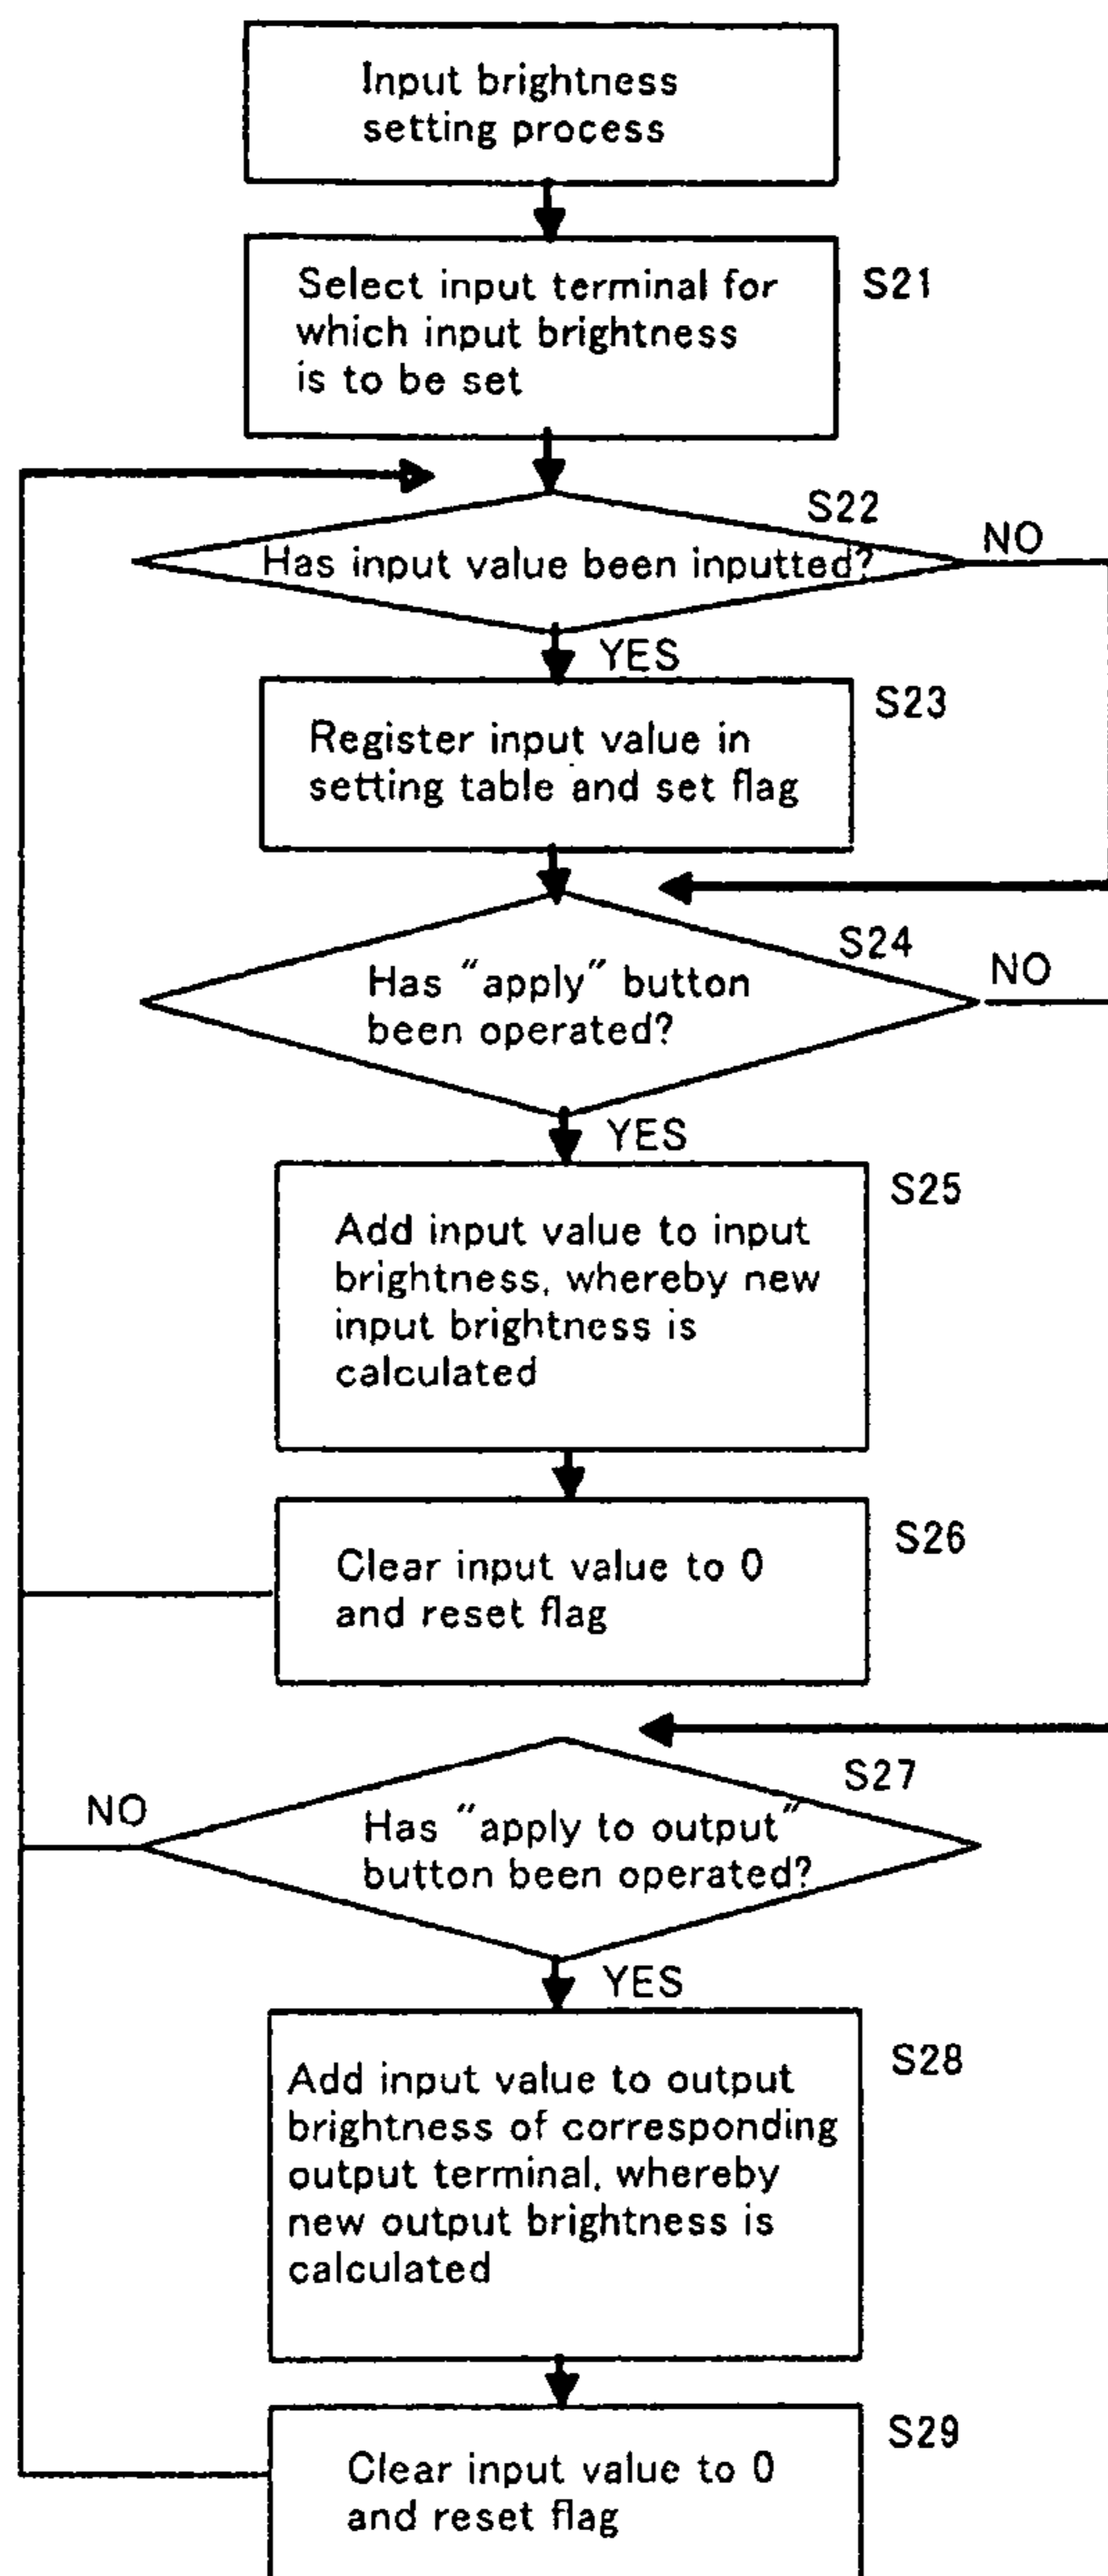 Input brightness
setting process
Select input terminal for
which input brightness
is to be set
S21
S22
Has input value been inputted?
NO
YES
Register input value in
setting table and set flag
S23
S24
Has "apply" button
been operated?
NO
YES
Add input value to input
brightness, whereby new
input brightness is
calculated
S25
Clear input value to 0
and reset flag
S26
S27
Has "apply to output"
button been operated?
NO
YES
Add input value to output
brightness of corresponding
output terminal, whereby
new output brightness is
calculated
S28
Clear input value to 0
and reset flag
S29